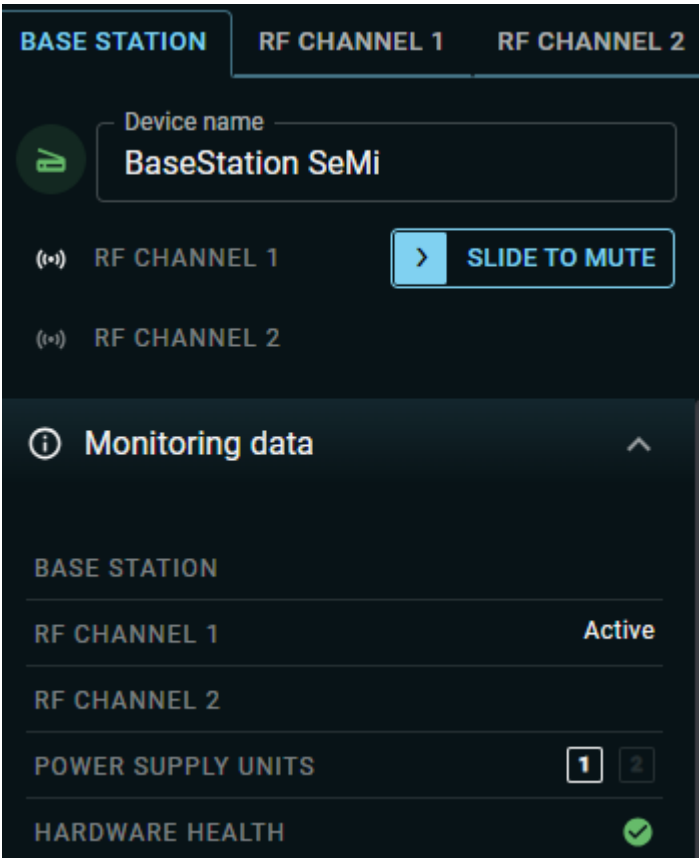 BASE STATION RF CHANNEL 1 RF CHANNEL 2
Device name
BaseStation SeMi
RF CHANNEL 1 SLIDE TO MUTE
RF CHANNEL 2
Monitoring data
BASE STATION
RF CHANNEL 1 Active
RF CHANNEL 2
POWER SUPPLY UNITS 1 2
HARDWARE HEALTH